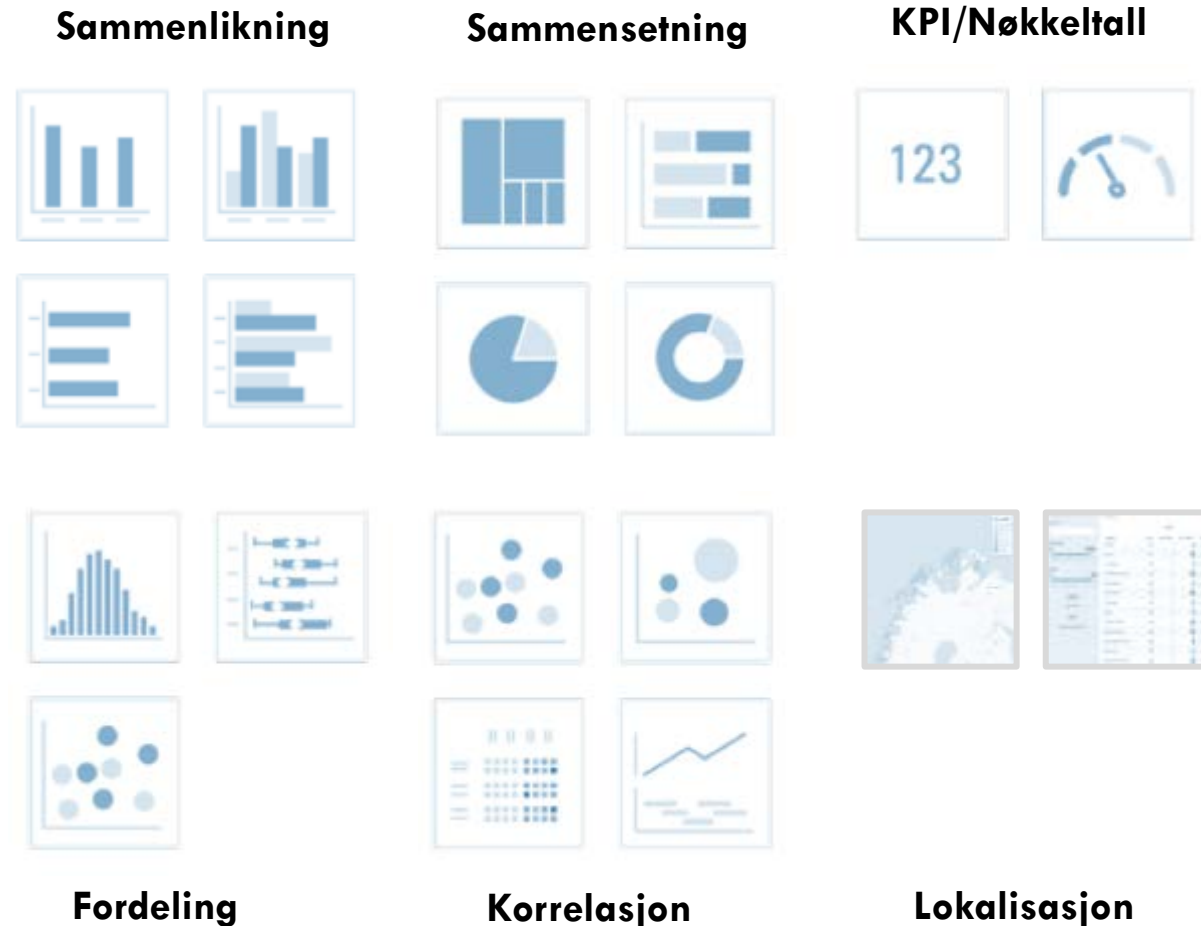 Sammenlikning
Sammensetning
KPI/Nøkkeltall
123
Fordeling
Korrelasjon
Lokalisasjon